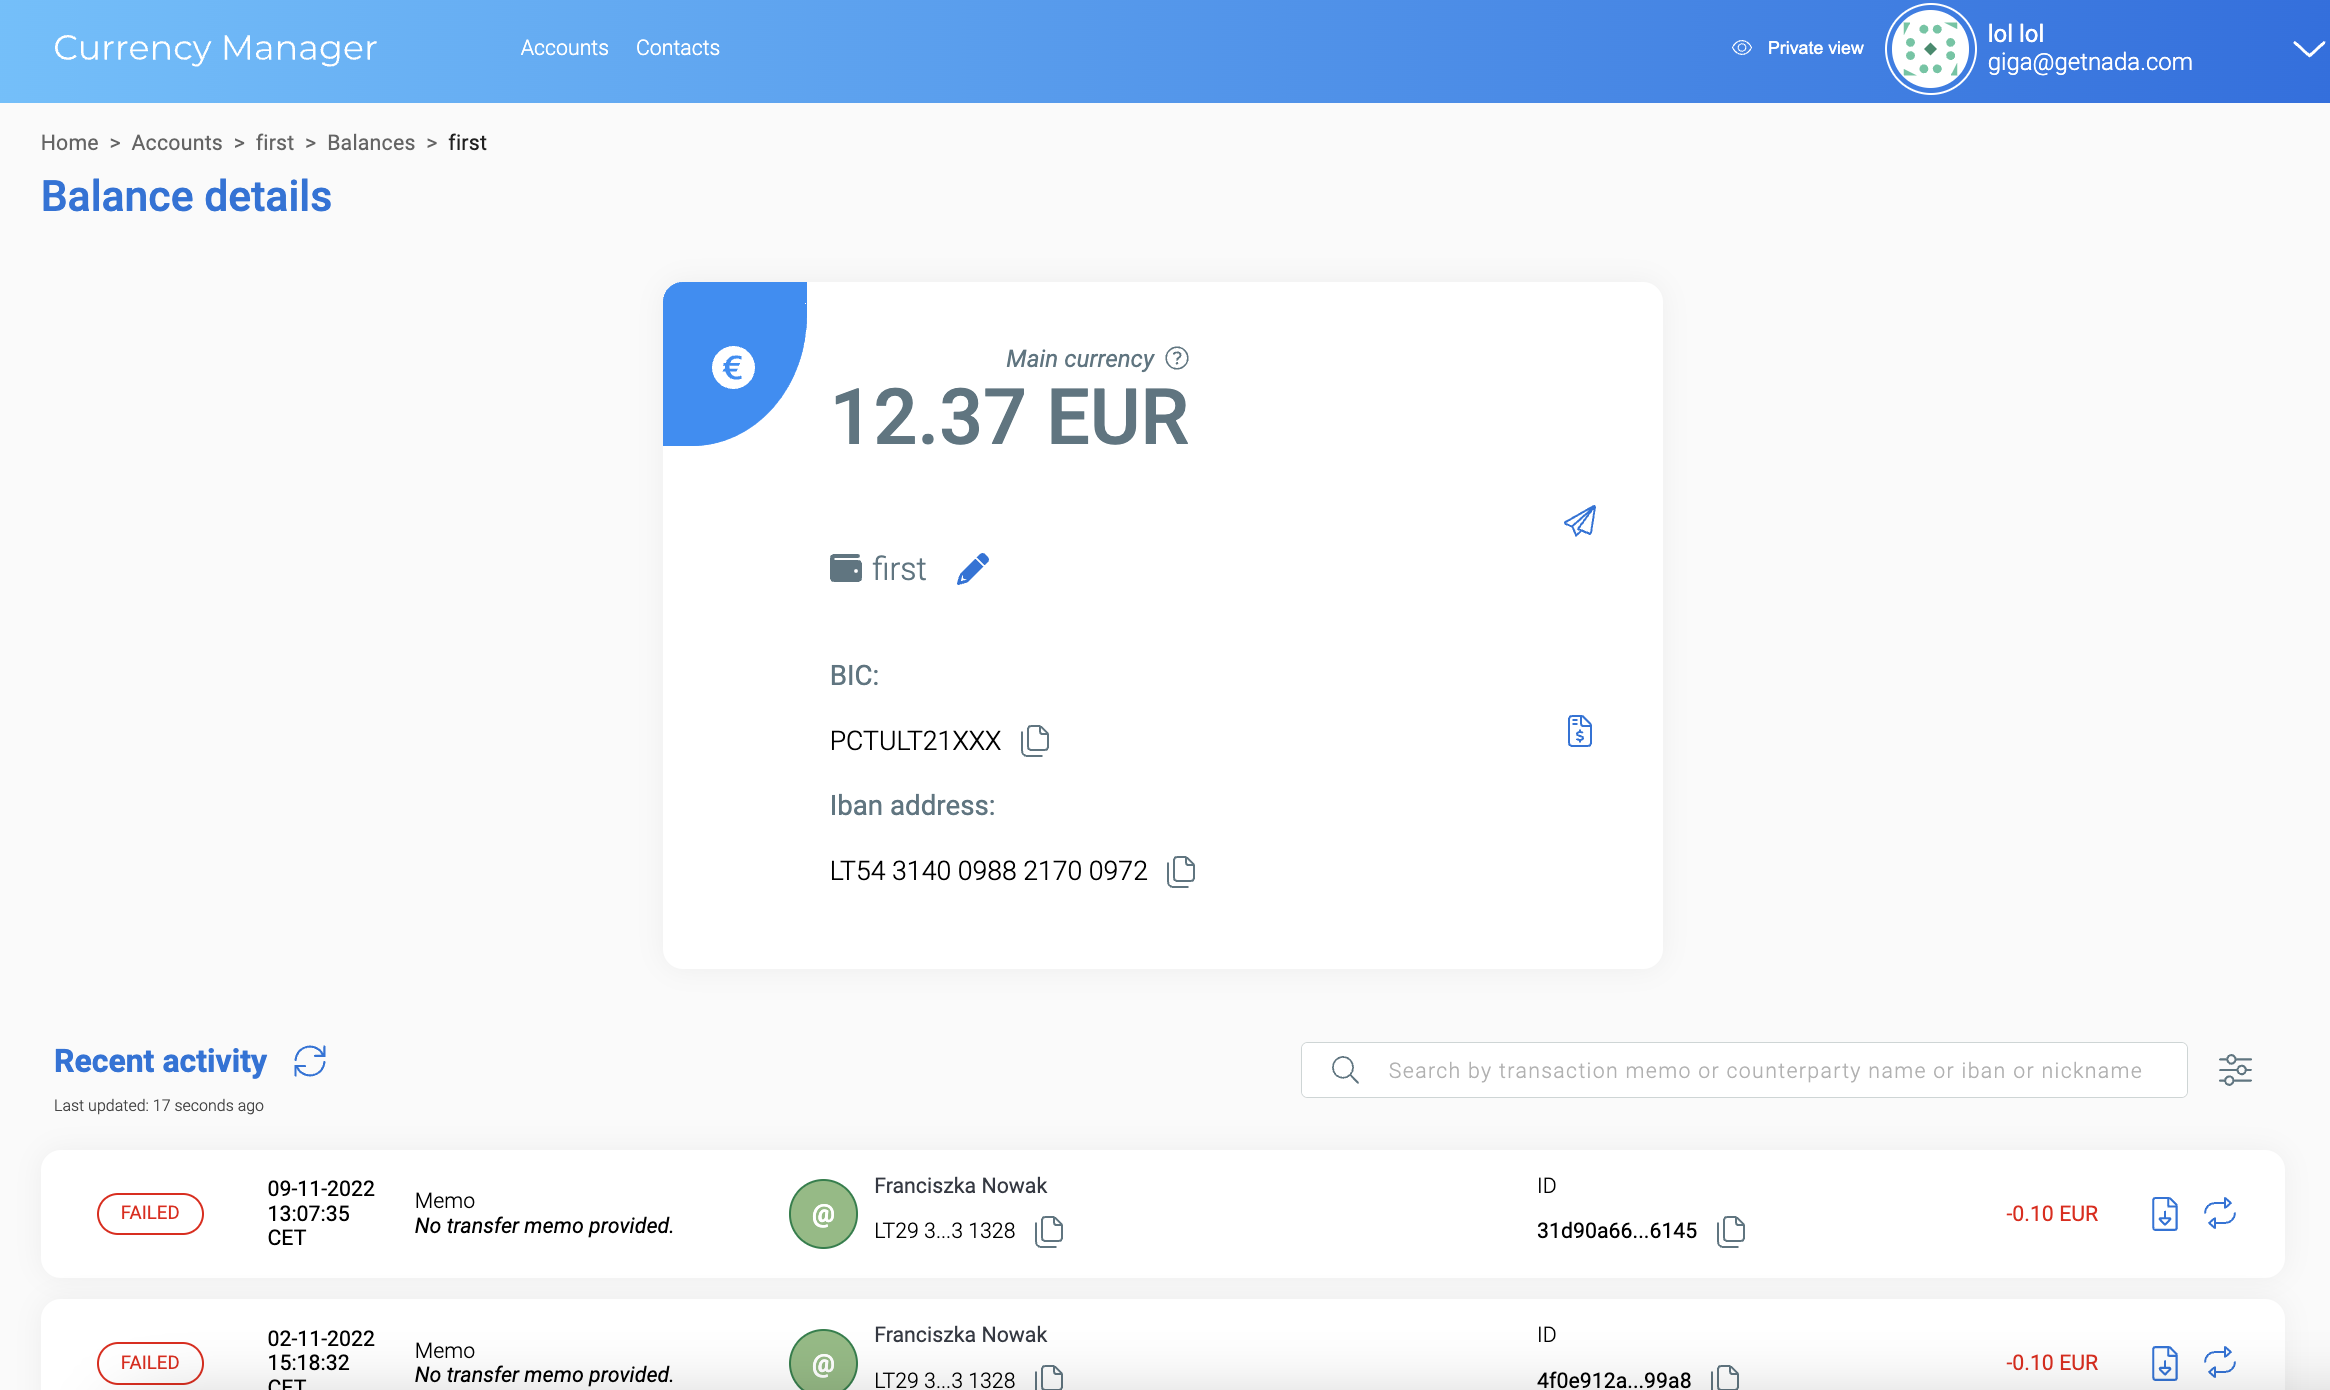 Currency Manager
Accounts
Contacts
Private view
lol lol
giga@getnada.com
Home > Accounts > first > Balances > first
Balance details
€
Main currency ?
12.37 EUR
first
BIC:
PCTULT21XXX
$
Iban address:
LT54 3140 0988 2170 0972
Recent activity
Last updated: 17 seconds ago
Search by transaction memo or counterparty name or iban or nickname
FAILED
09-11-2022
13:07:35
CET
Memo
No transfer memo provided.
@
Franciszka Nowak
LT29 3...3 1328
ID
31d90a66...6145
-0.10 EUR
FAILED
02-11-2022
15:18:32
CET
Memo
No transfer memo provided.
@
Franciszka Nowak
LT29 3...3 1328
ID
4f0e912a...99a8
-0.10 EUR